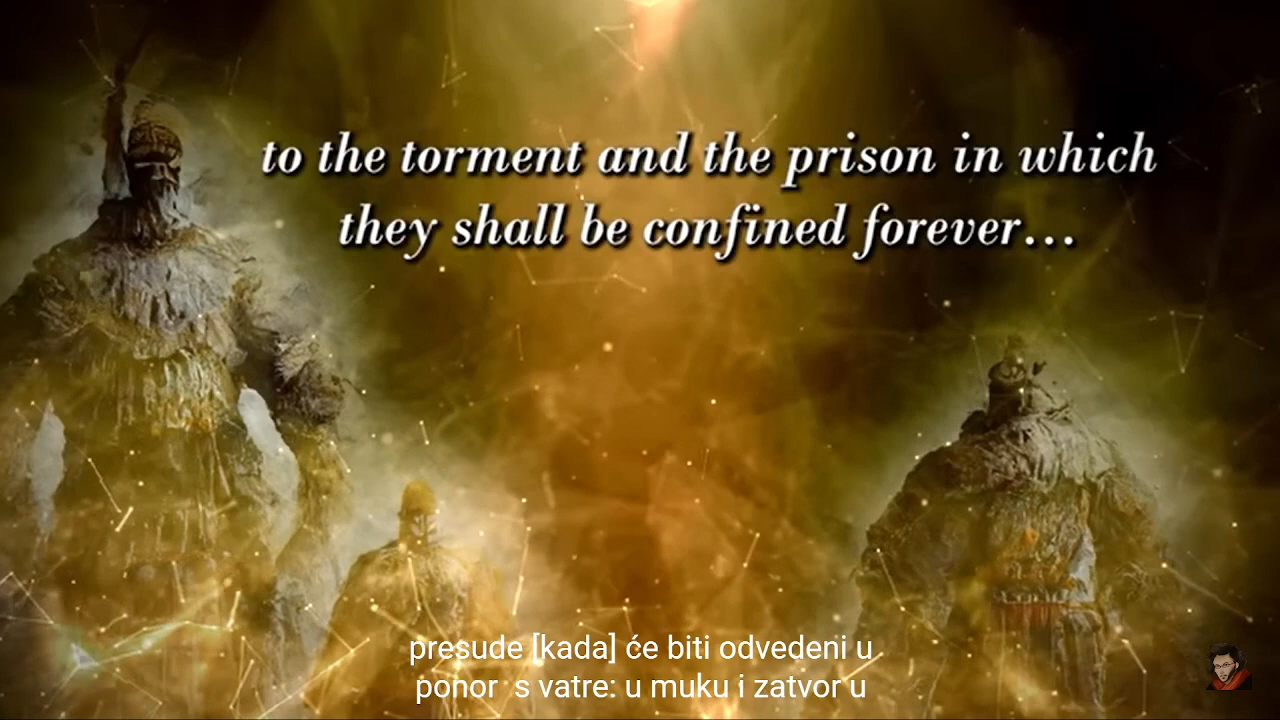 to the torment and the prison in which
they shall be confined forever...
presude [kada] će biti odvedeni u
ponor  s vatre: u muku i zatvor u